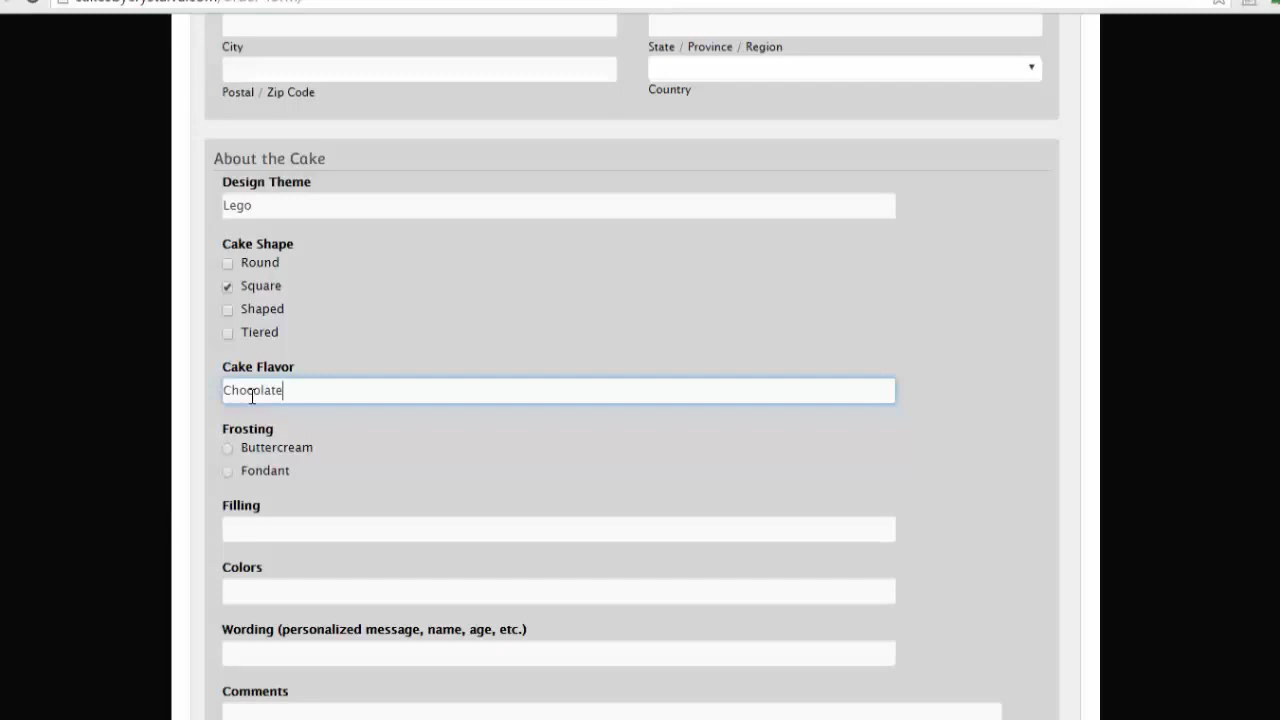 City
State / Province / Region
Postal / Zip Code
Country
About the Cake
Design Theme
Lego
Cake Shape
Round
Square
Shaped
Tiered
Cake Flavor
Chocolate
Frosting
Buttercream
Fondant
Filling
Colors
Wording (personalized message, name, age, etc.)
Comments